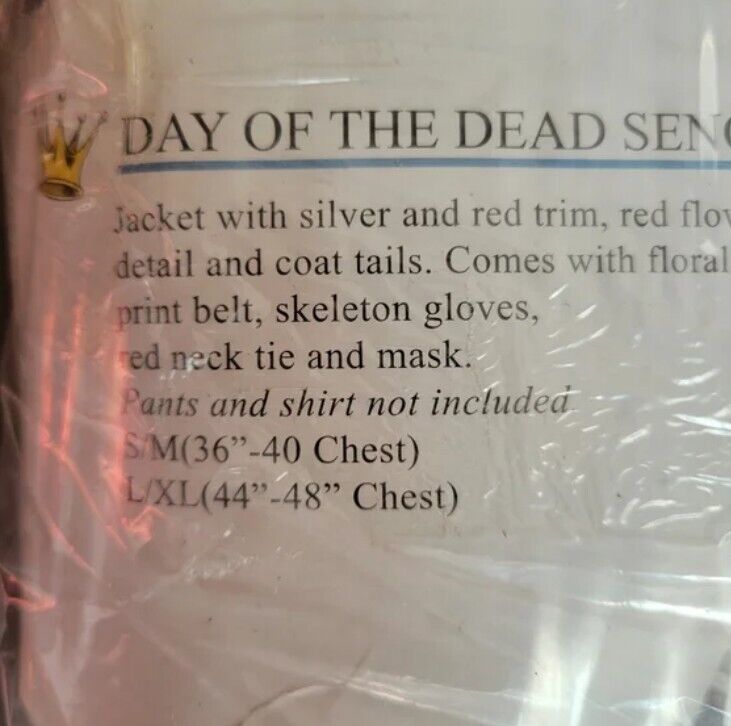 DAY OF THE DEAD SEN
Jacket with silver and red trim, red flow
detail and coat tails. Comes with floral
print belt, skeleton gloves,
red neck tie and mask.
Pants and shirt not included
S/M(36”-40 Chest)
L/XL(44”-48” Chest)